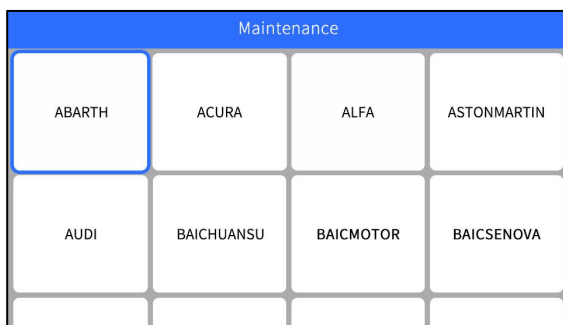 Maintenance
ABARTH ACURA ALFA ASTONMARTIN
AUDI BAICHUANSU BAICMOTOR BAICSENOVA